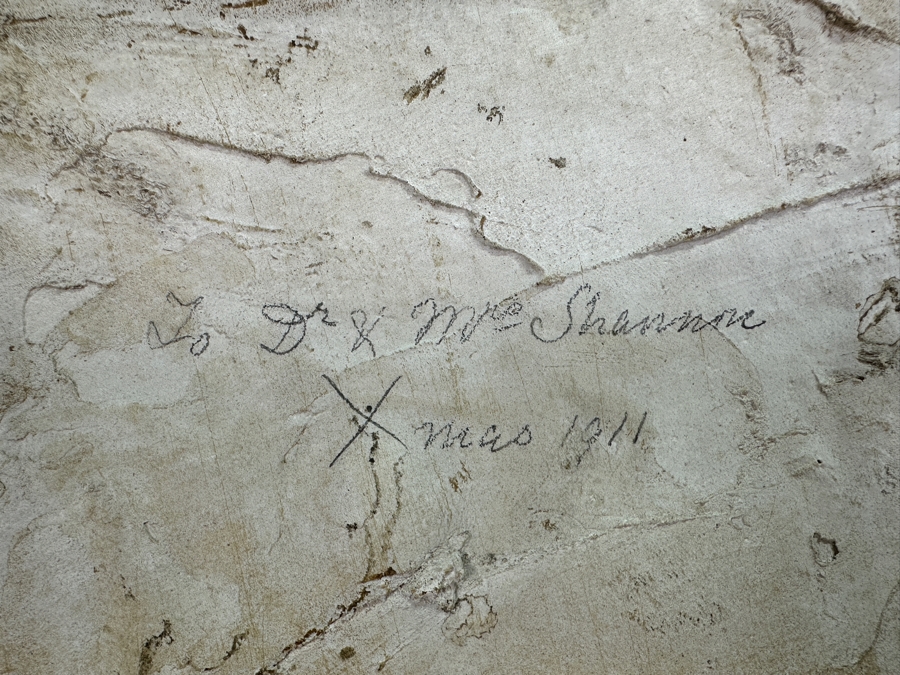 To Dr & Mrs Shannon
Xmas 1911